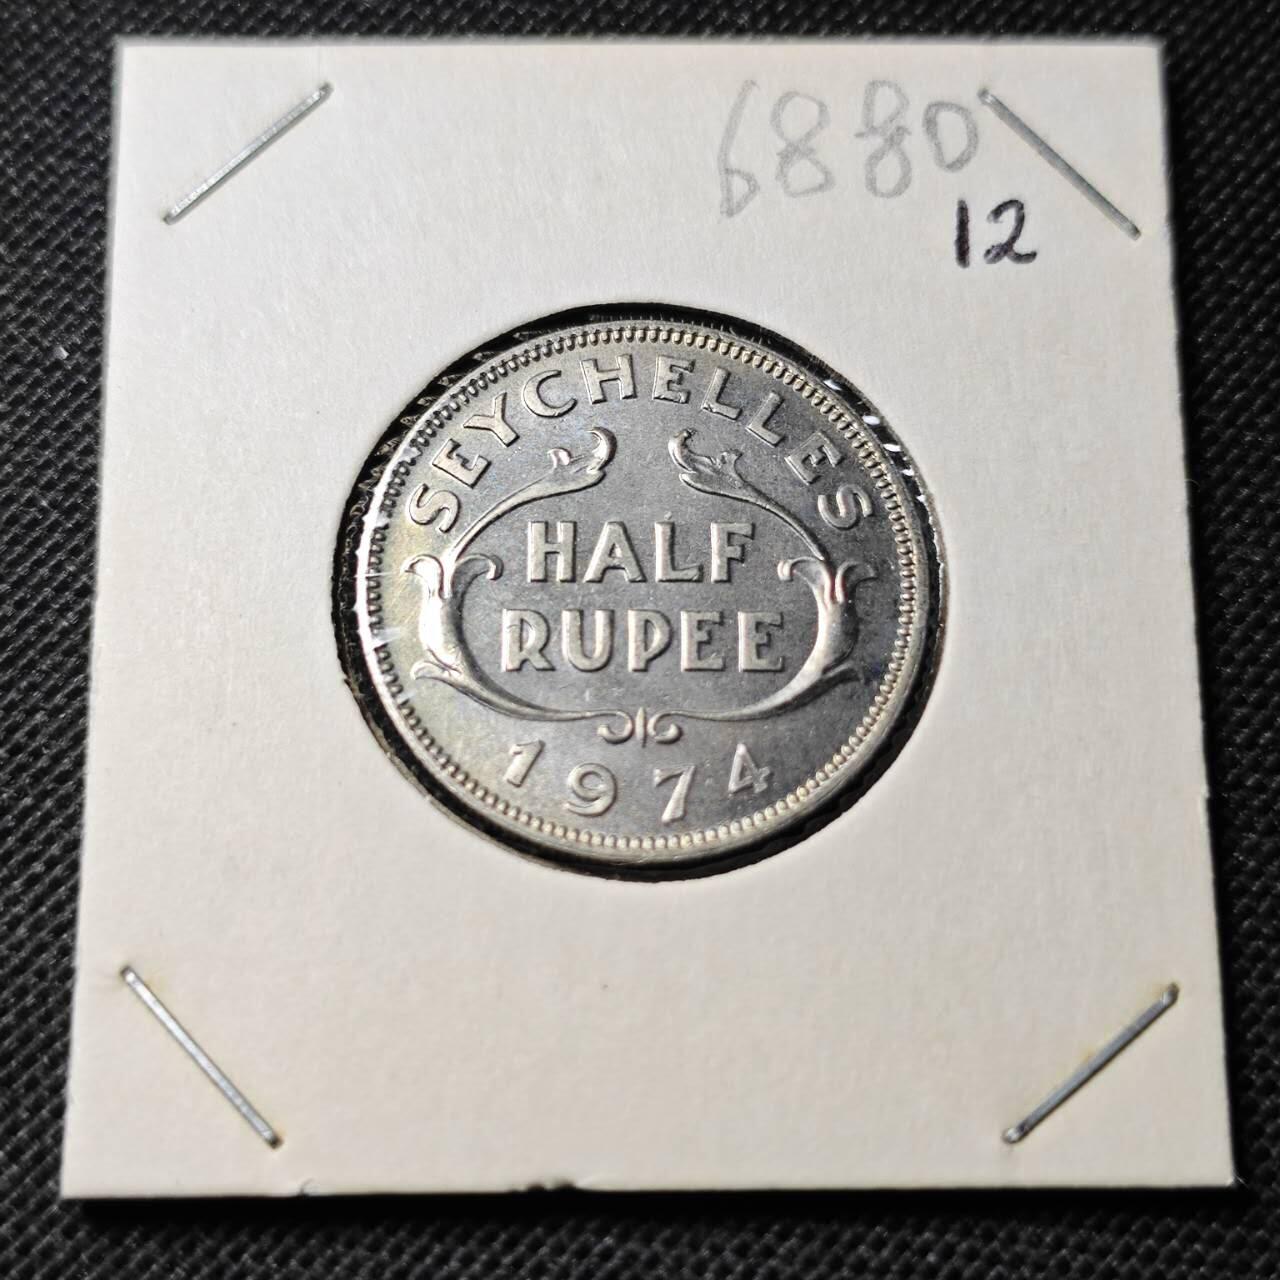 6880
12
SEYCHELLES
HALF
RUPEE
1974